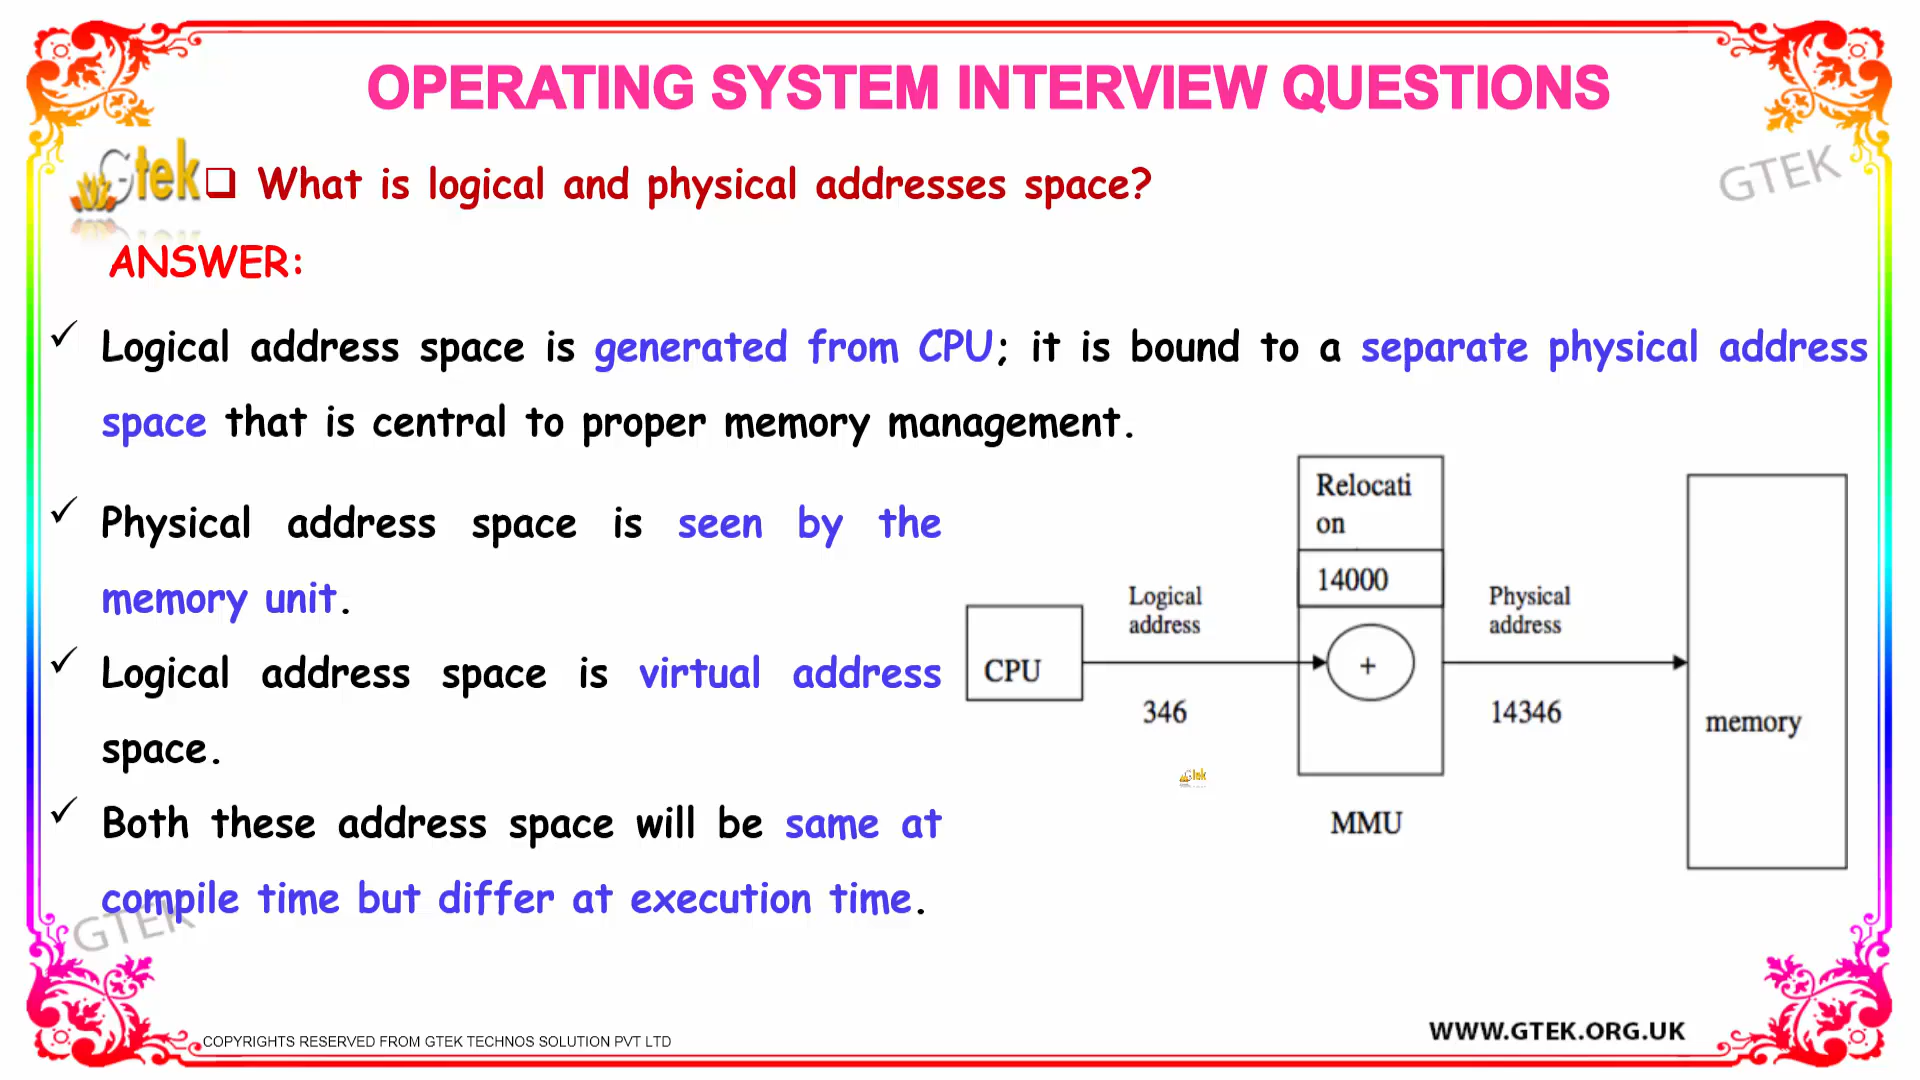 OPERATING SYSTEM INTERVIEW QUESTIONS
Gtek
What is logical and physical addresses space?
GTEK
ANSWER:
Logical address space is generated from CPU; it is bound to a separate physical address
space that is central to proper memory management.
Physical address space is seen by the
memory unit.
Logical address space is virtual address
space.
Both these address space will be same at
compile time but differ at execution time.
Relocati
on
14000
Logical
address
Physical
address
CPU
+
346
14346
memory
Gtek
MMU
GTEK
COPYRIGHTS RESERVED FROM GTEK TECHNOS SOLUTION PVT LTD
WWW.GTEK.ORG.UK